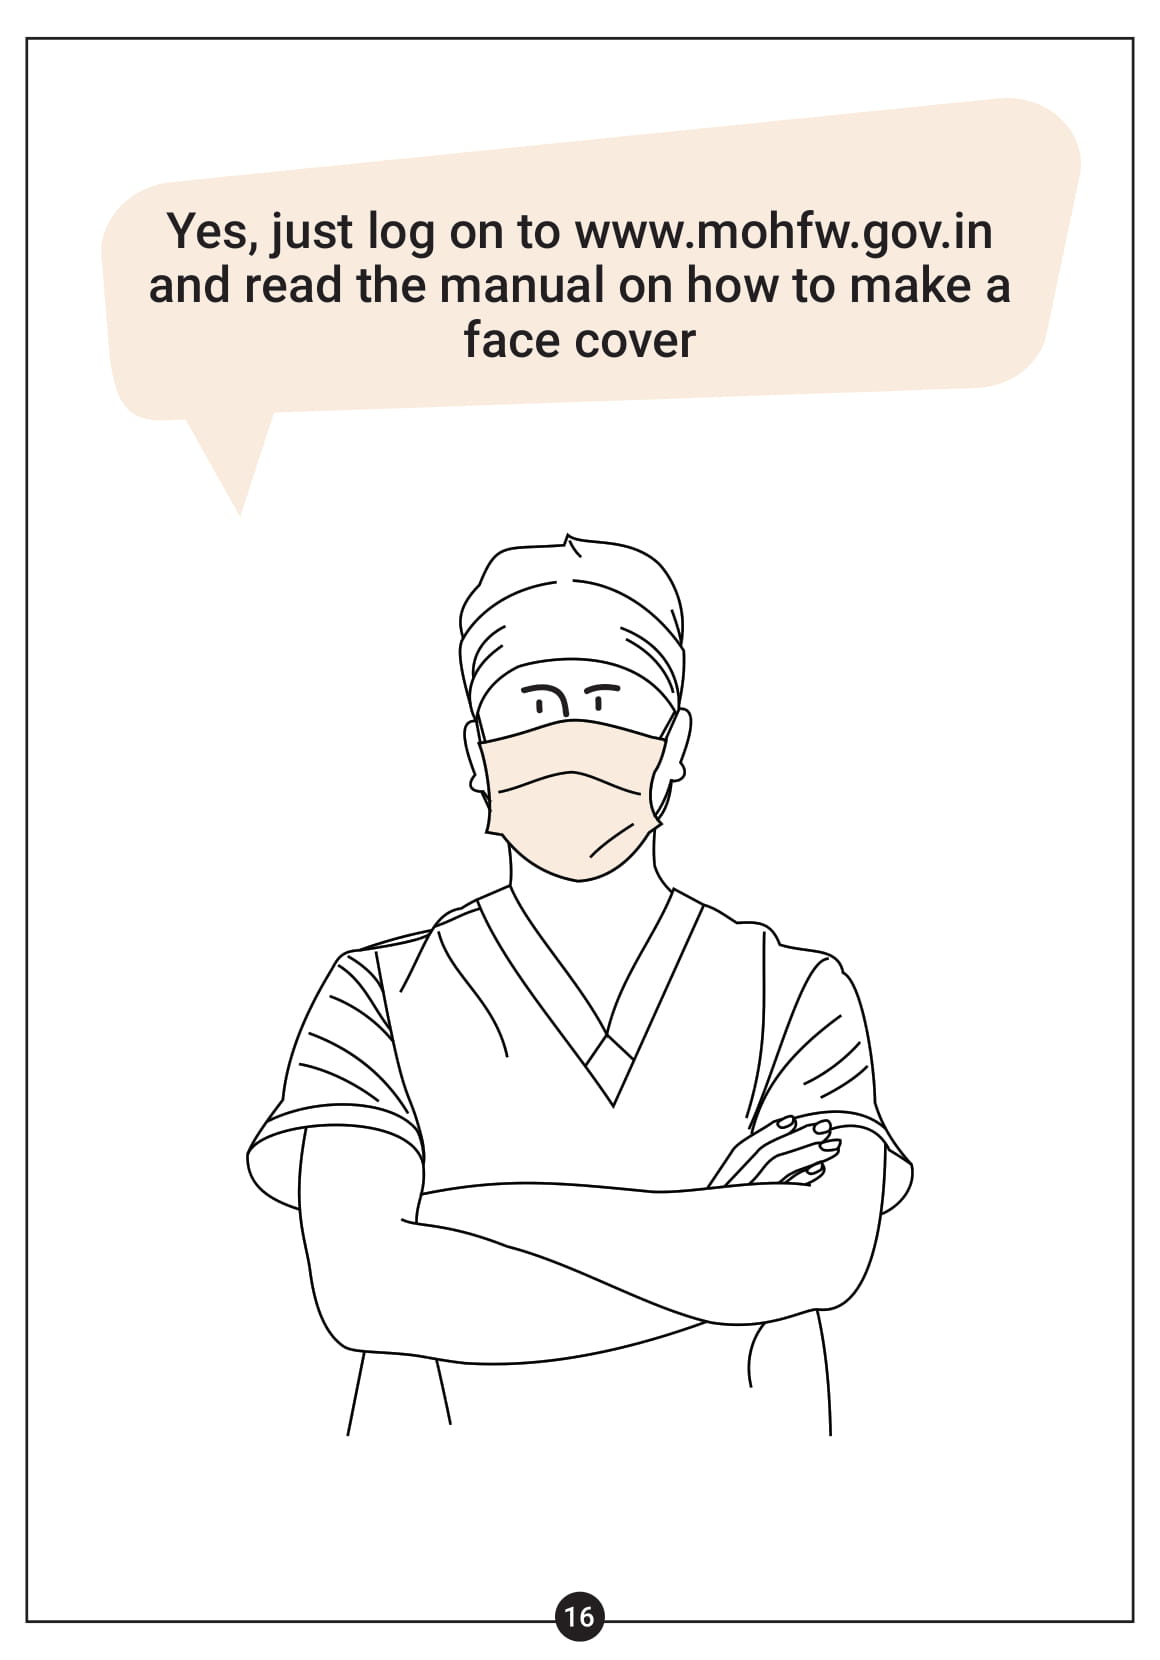 Yes, just log on to www.mohfw.gov.in
and read the manual on how to make a
face cover
16